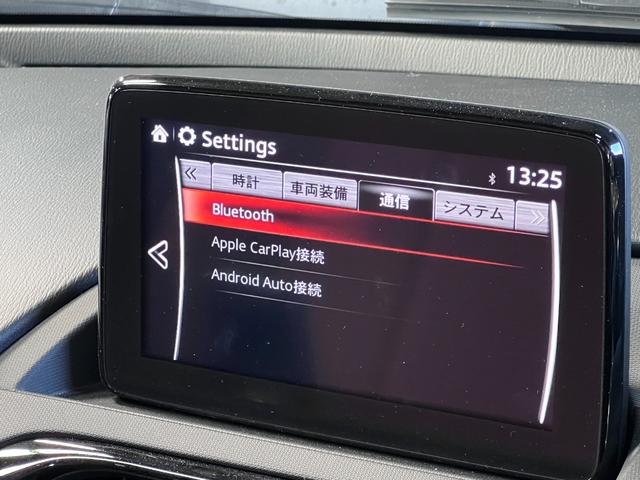 Settings
13:25
時計 車両装備 通信 システム
Bluetooth
Apple CarPlay接続
Android Auto接続